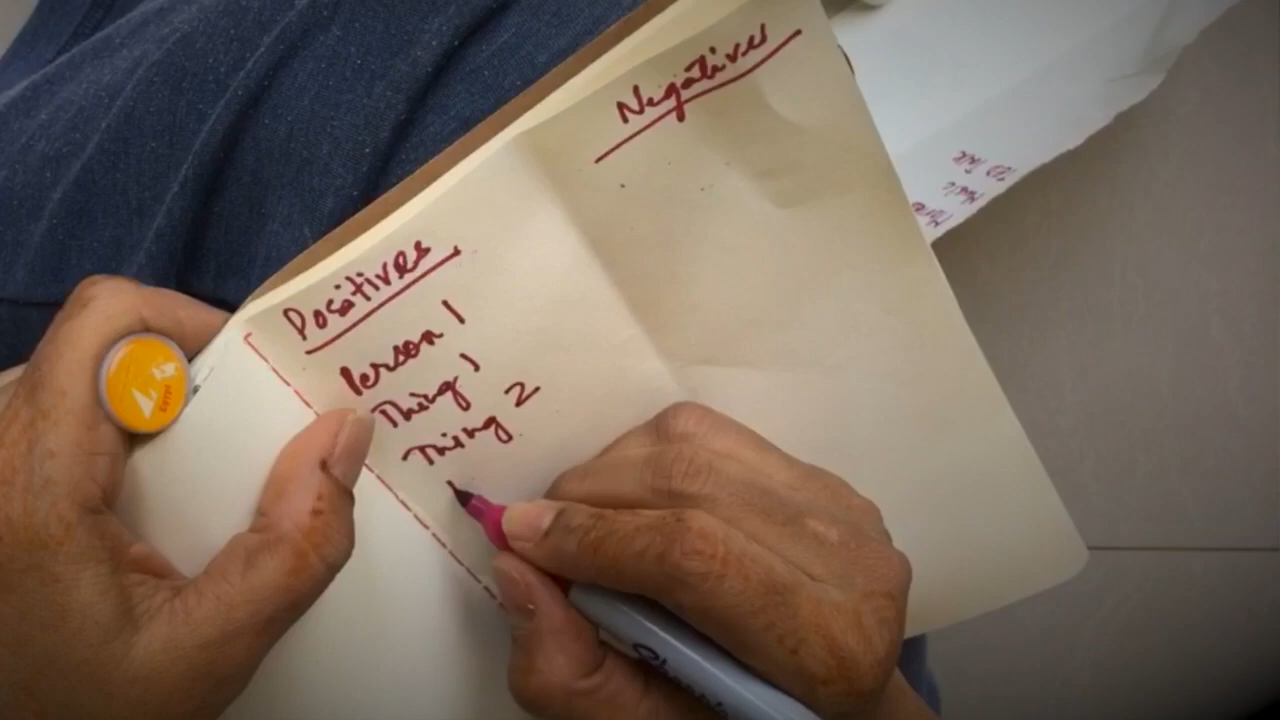 Negatives
Positives
Person 1
Thing 1
Thing 2